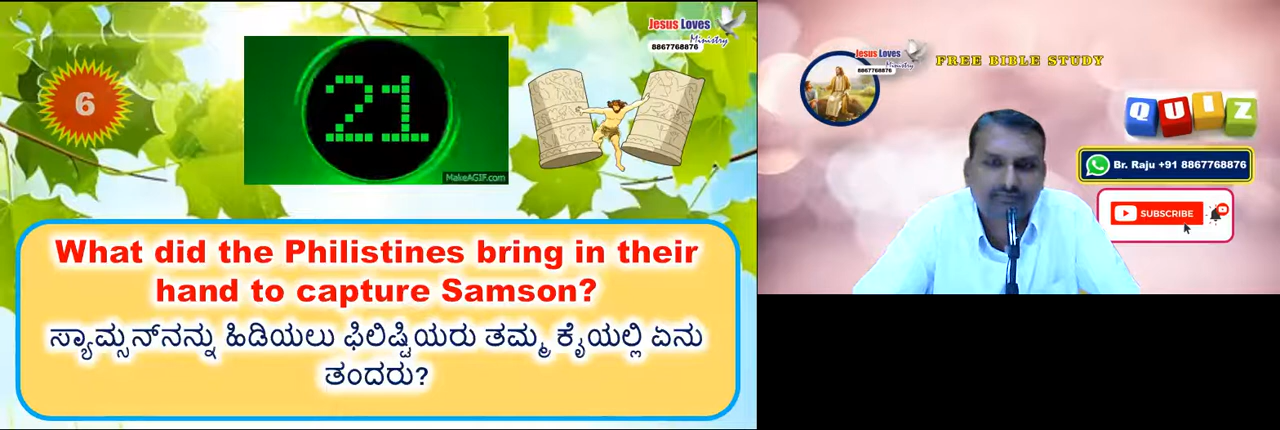 Jesus Loves
Ministry
8867768876
6
21
MakeAGIF.com
What did the Philistines bring in their
hand to capture Samson?
ಸ್ಯಾಮ್ಸನ್‌ನನ್ನು ಹಿಡಿಯಲು ಫಿಲಿಷ್ಟಿಯರು ತಮ್ಮ ಕೈಯಲ್ಲಿ ಏನು
ತಂದರು?
Jesus Loves
Ministry
8867768876
FREE BIBLE STUDY
QUIZ
Br. Raju +91 8867768876
SUBSCRIBE